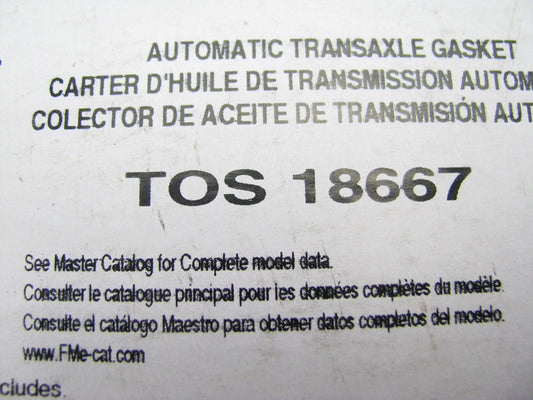 AUTOMATIC TRANSAXLE GASKET
CARTER D'HUILE DE TRANSMISSION AUTOM
COLECTOR DE ACEITE DE TRANSMISIÓN AUT
TOS 18667
See Master Catalog for Complete model data.
Consulter le catalogue principal pour les données complètes du modèle.
Consulte el catálogo Maestro para obtener datos completos del modelo.
www.FMe-cat.com
cludes.